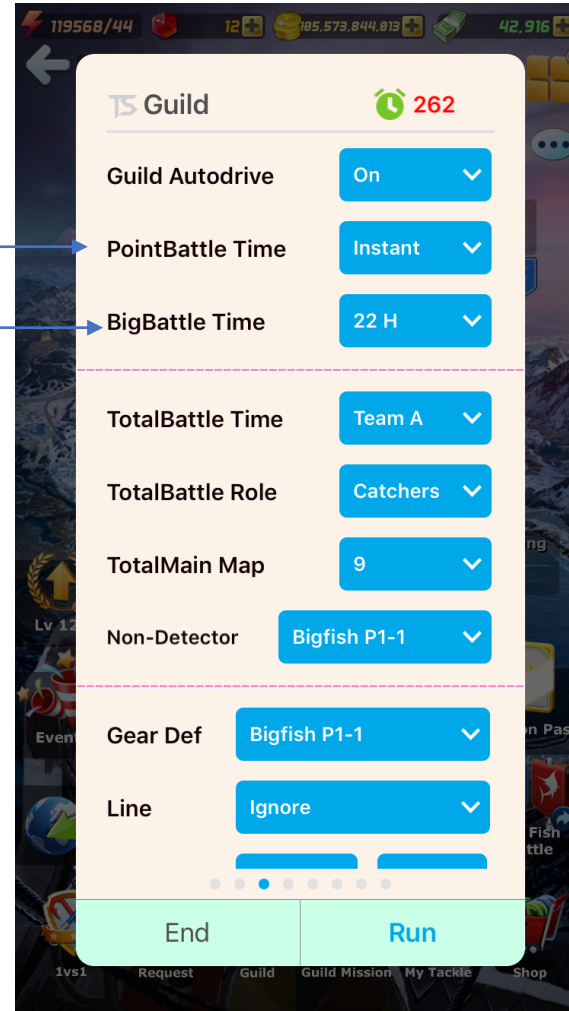 119568/44 12 105,573,844,013 42,916
TS Guild 262
Guild Autodrive On
PointBattle Time Instant
BigBattle Time 22 H
TotalBattle Time Team A
TotalBattle Role Catchers
TotalMain Map 9
Non-Detector Bigfish P1-1
ng
Lv 12
Gear Def Bigfish P1-1
Even on Pas
Line Ignore
Fish
ttle
End Run
1vs1 Request Guild Guild Mission My Tackle Shop